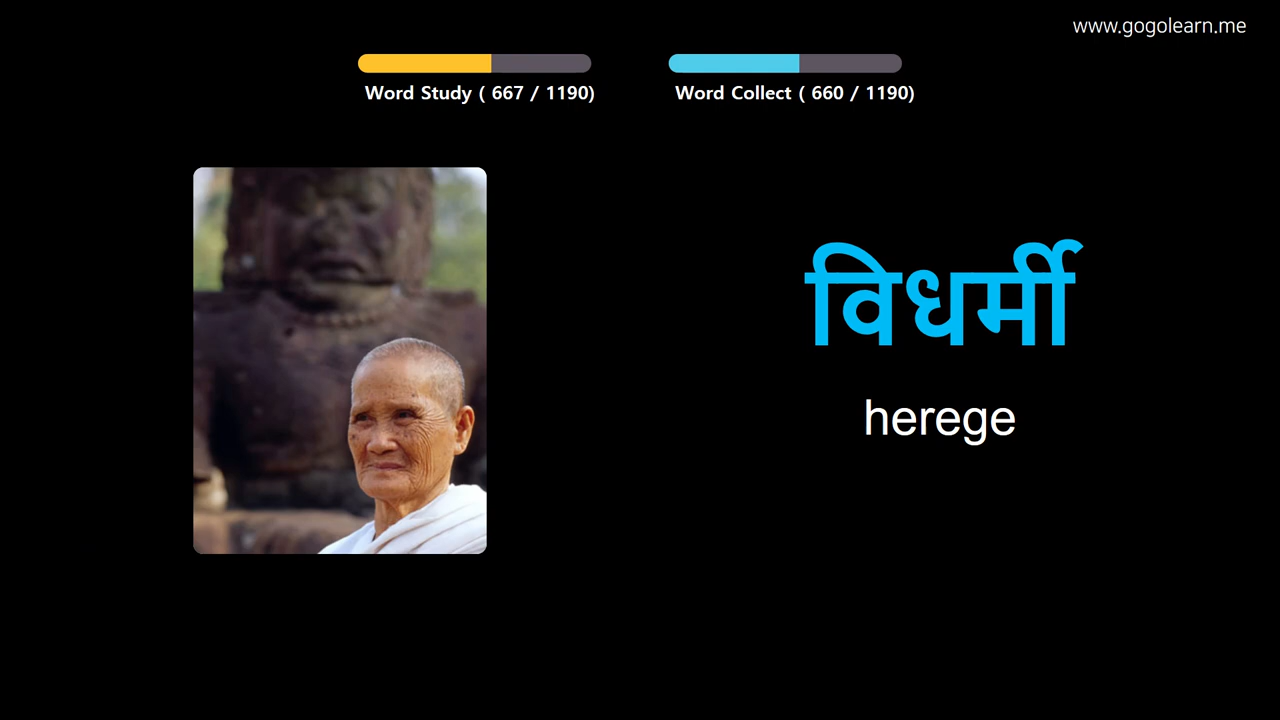 www.gogolearn.me
Word Study ( 667 / 1190)
Word Collect ( 660 / 1190)
विधर्मी
herege